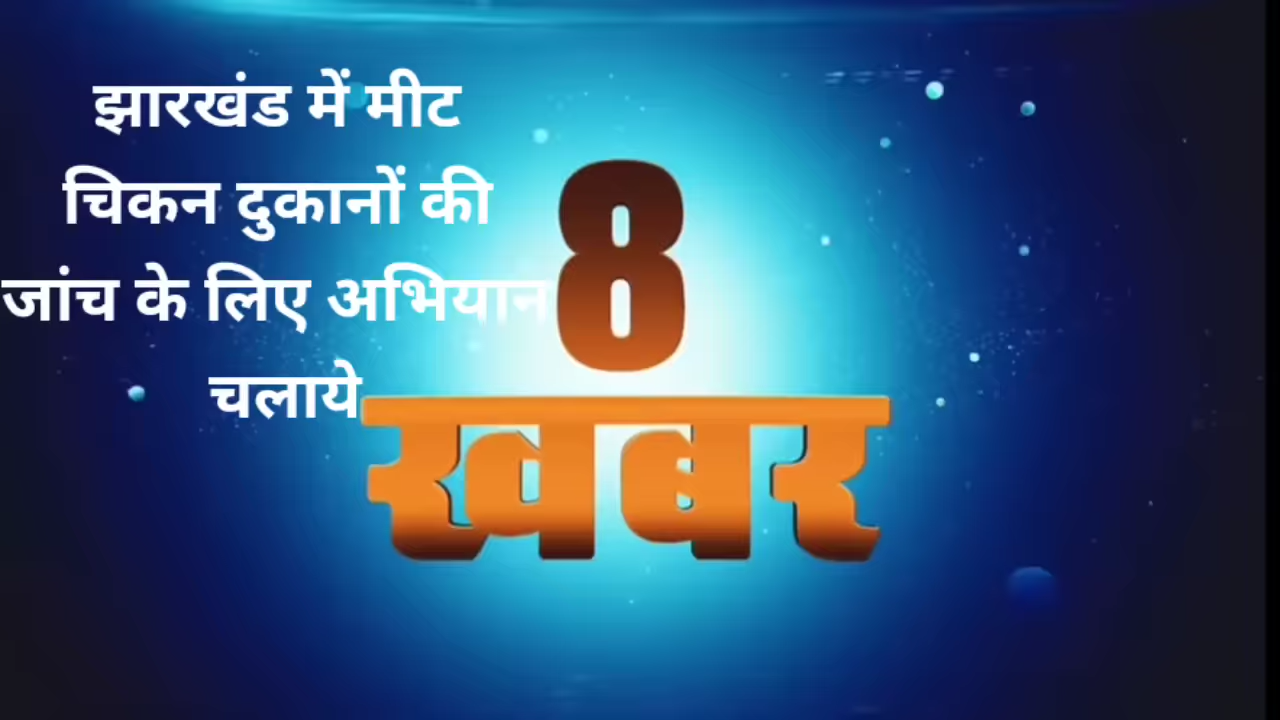 झारखंड में मीट
चिकन दुकानों की
जांच के लिए अभियान
चलाये
8
खबर